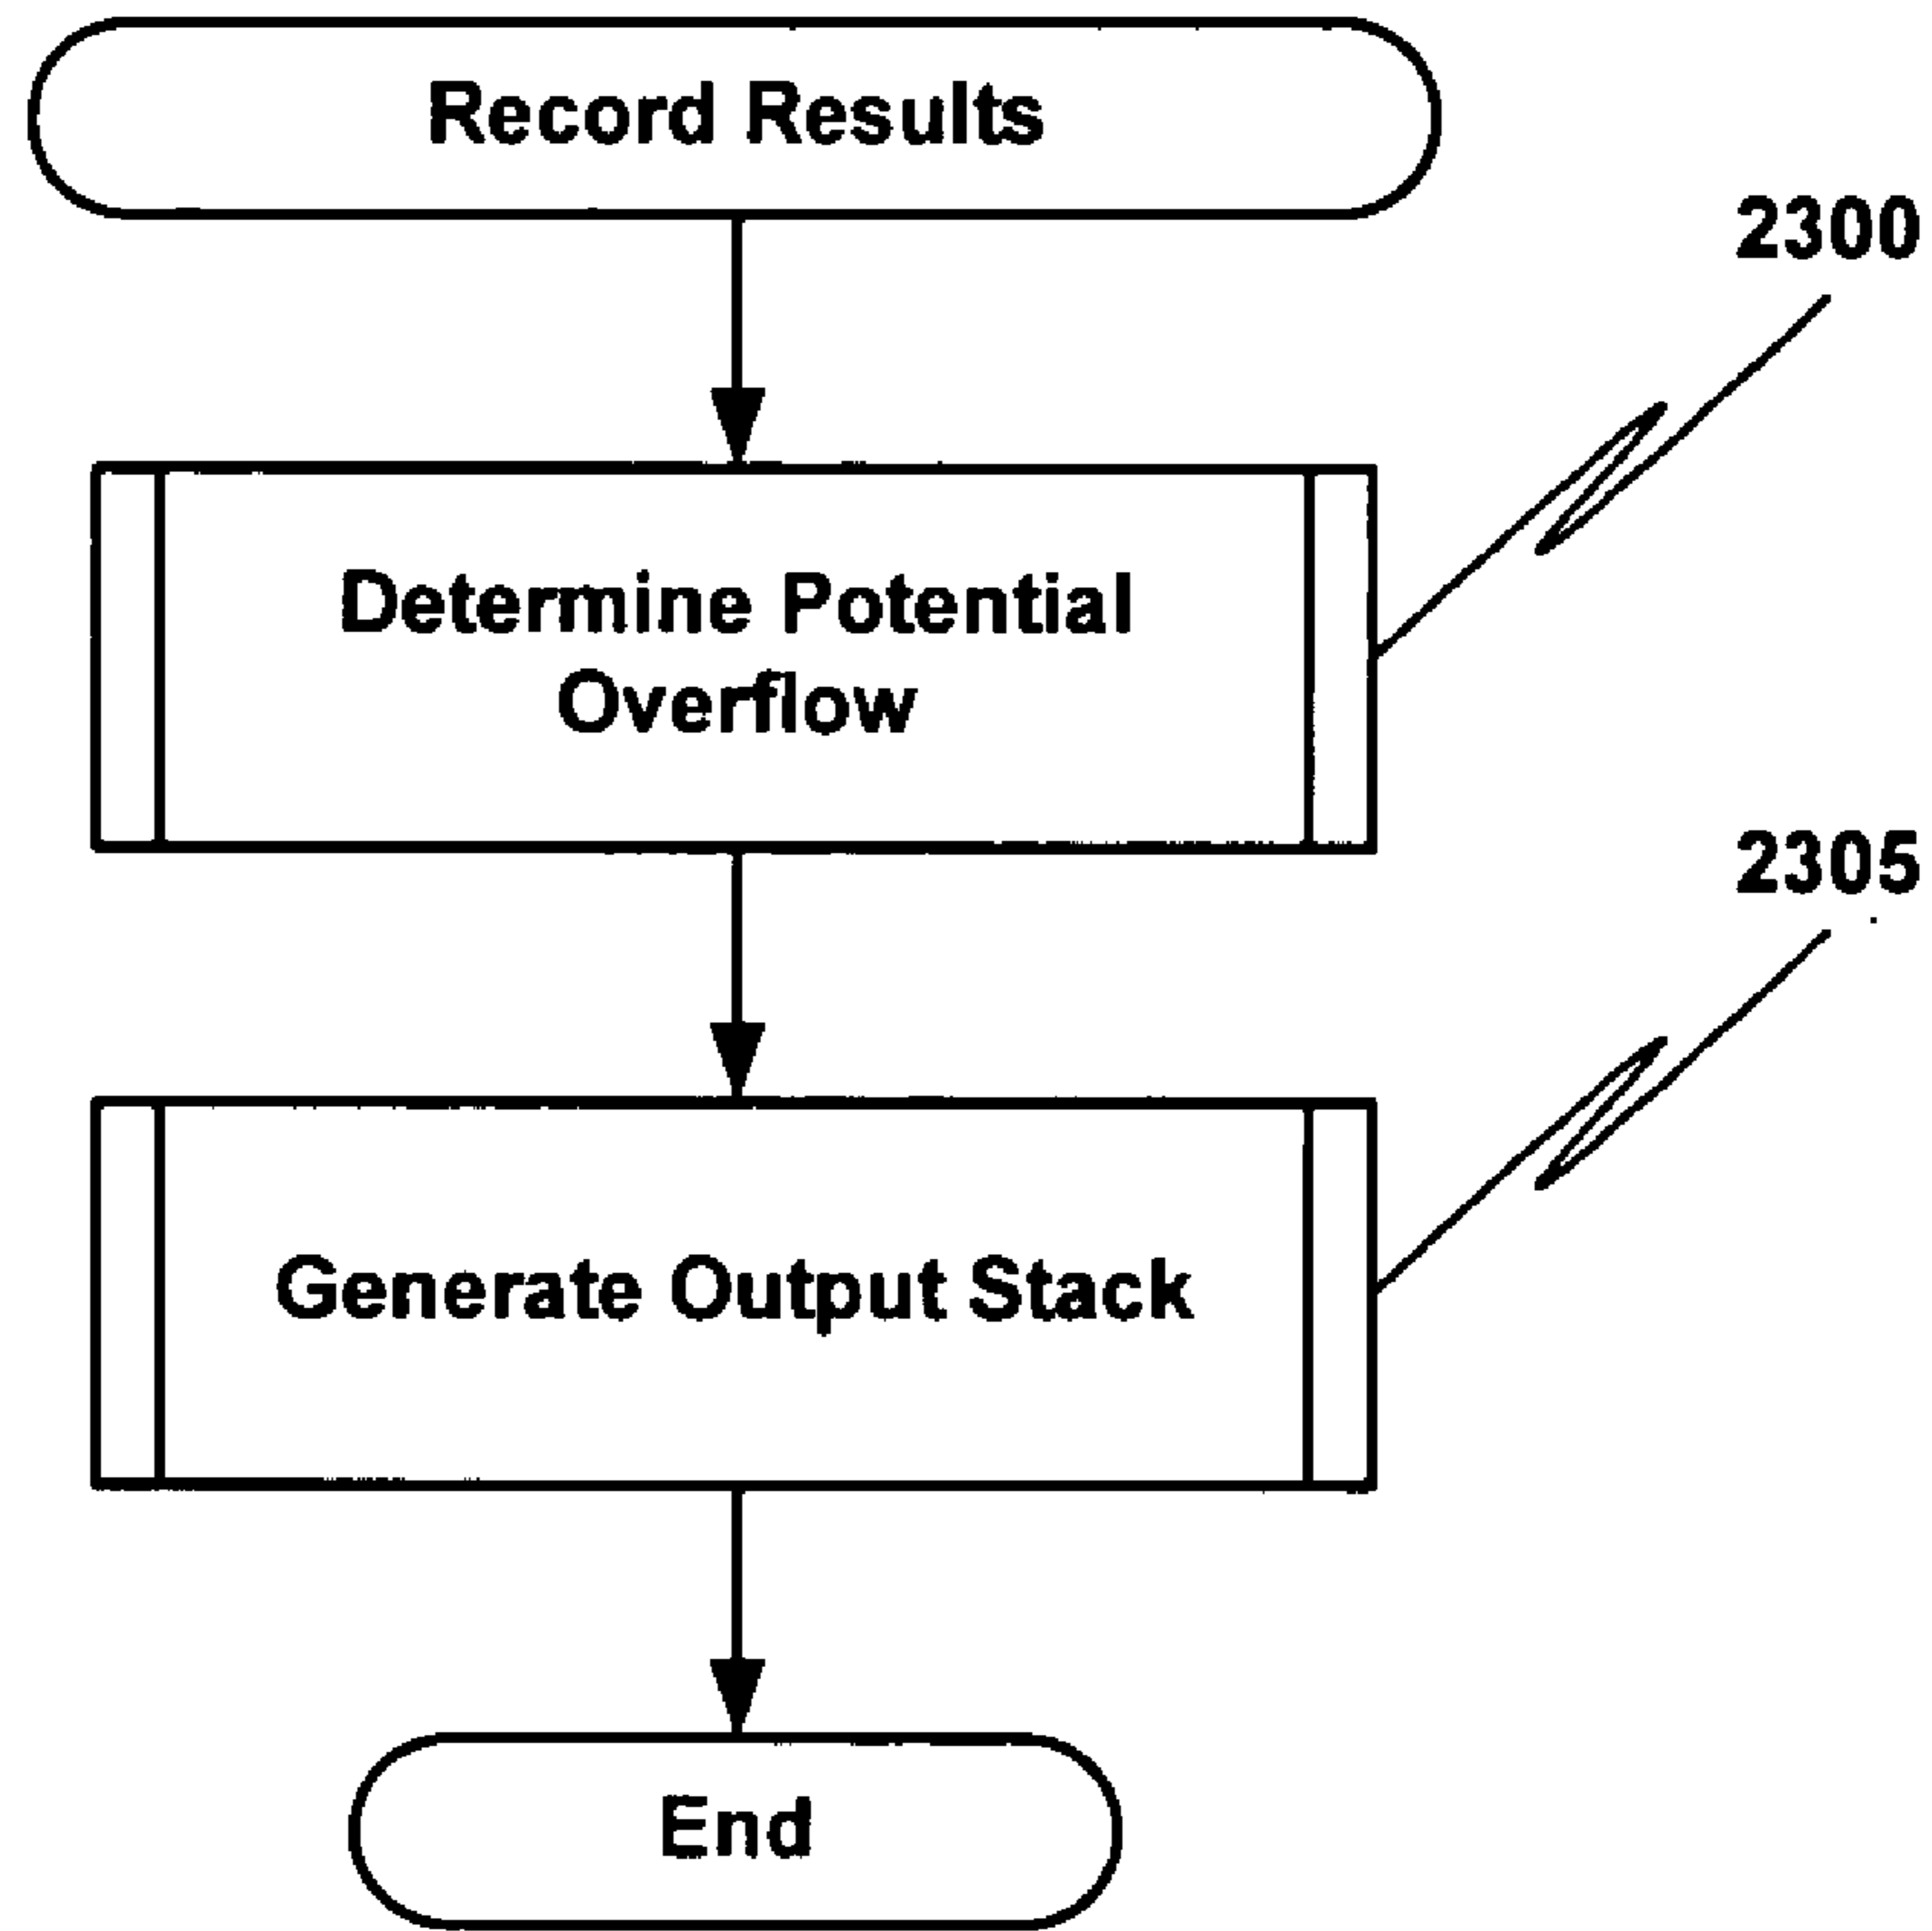 Record Results
2300
Determine Potential
Overflow
2305
Generate Output Stack
End